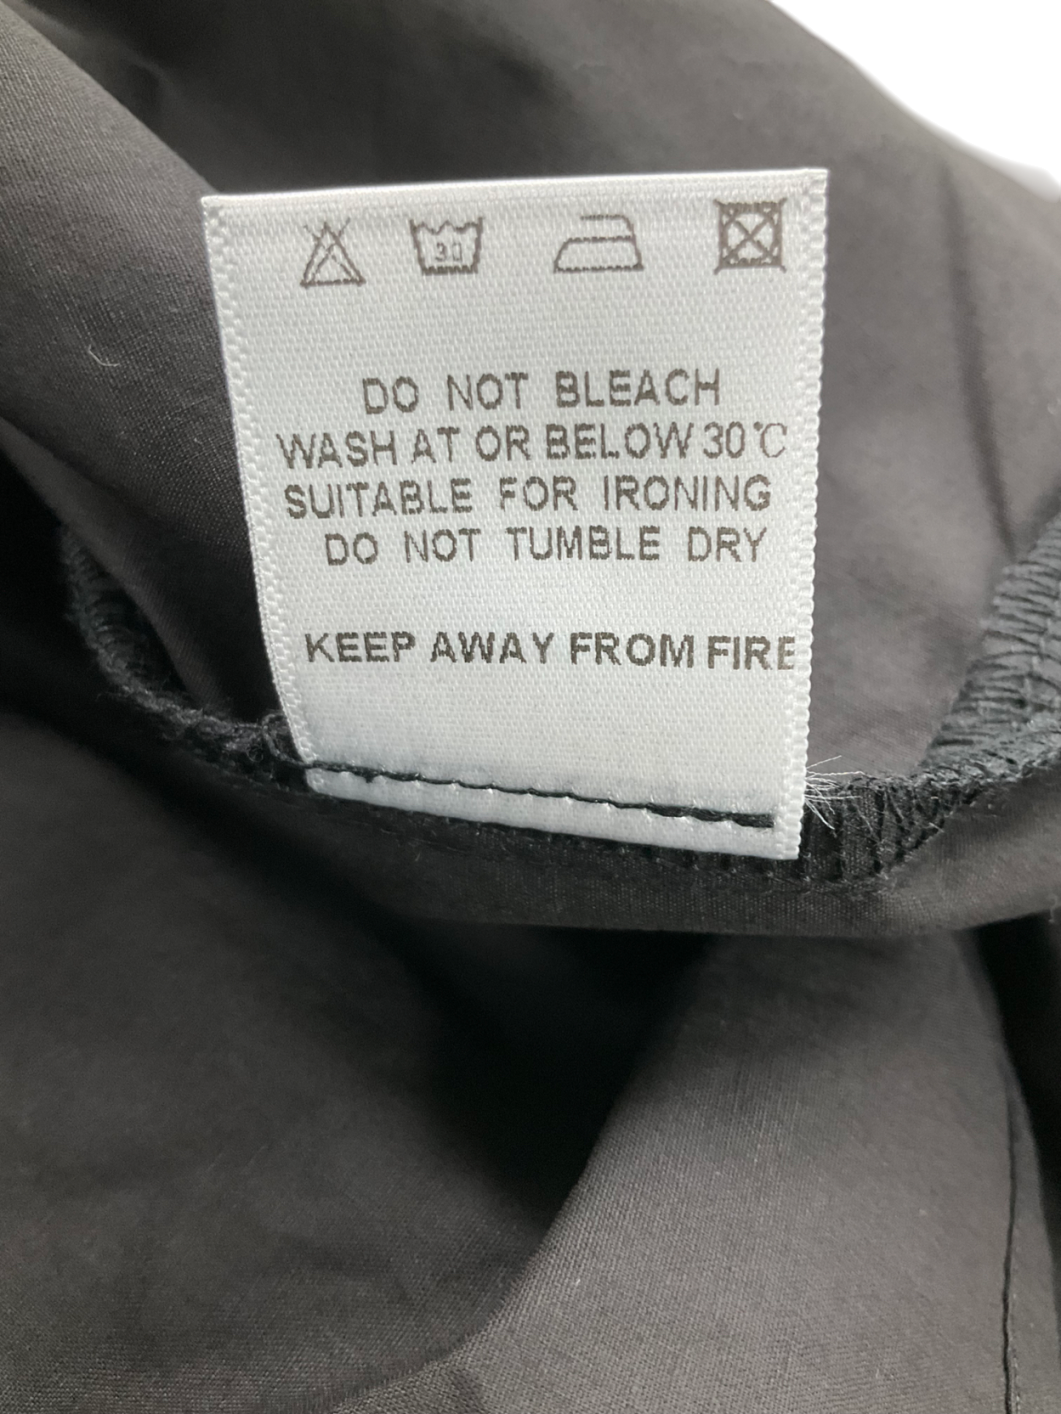 30
DO NOT BLEACH
WASH AT OR BELOW 30℃
SUITABLE FOR IRONING
DO NOT TUMBLE DRY
KEEP AWAY FROM FIRE